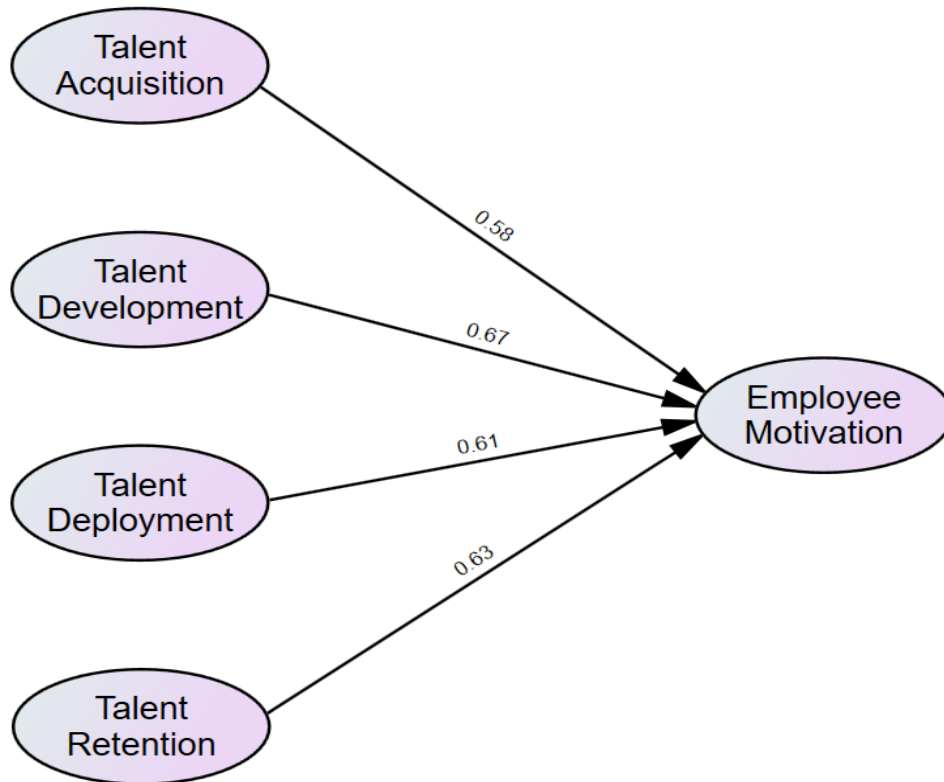 Talent
Acquisition
0.58
Talent
Development
0.67
Employee
Motivation
Talent
Deployment
0.61
0.63
Talent
Retention